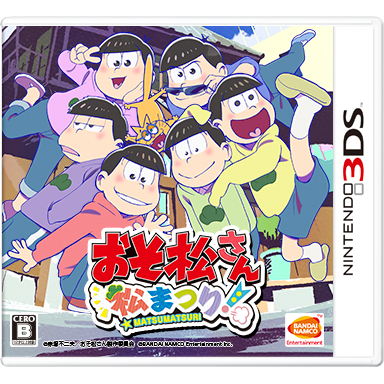 NINTENDO 3DS
おそ松さん
松まつり!
MATSUMATSURI
CERO
B
BANDAI
NAMCO
Entertainment
©赤塚不二夫／おそ松さん製作委員会 ©BANDAI NAMCO Entertainment Inc.